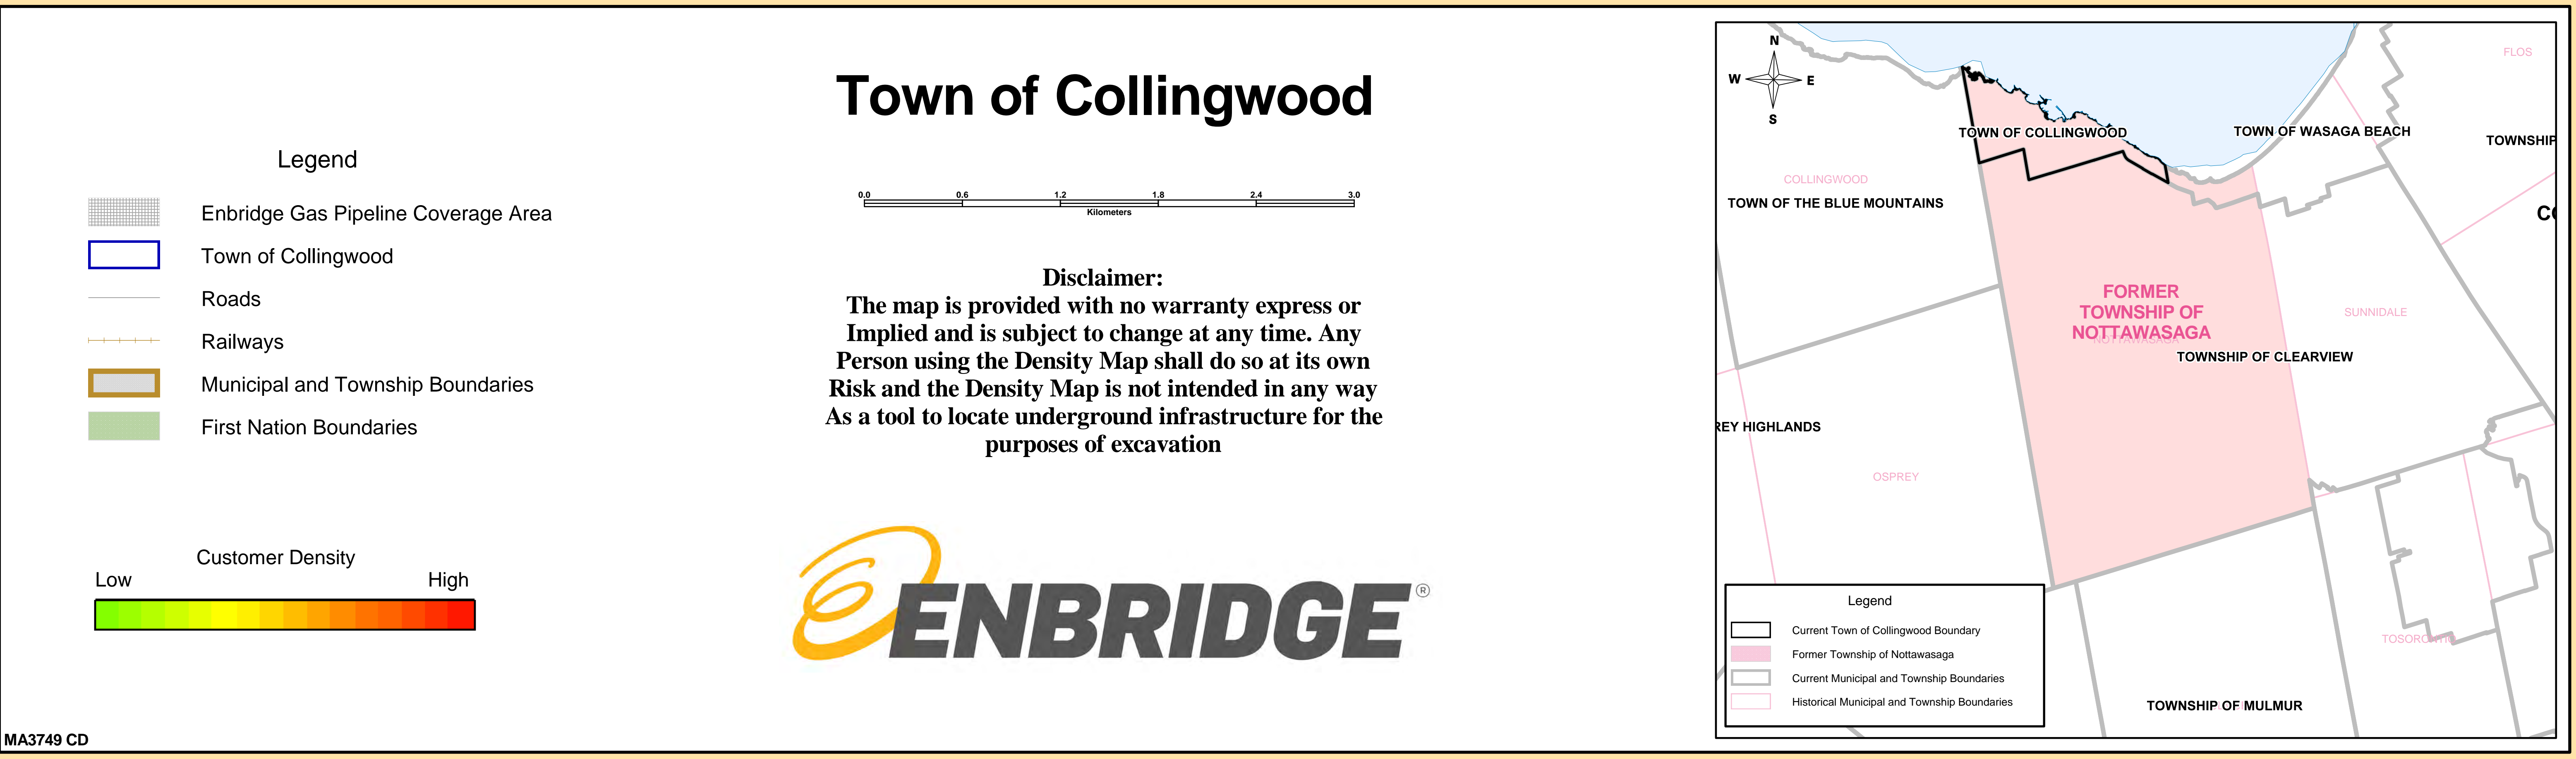 Town of Collingwood
Legend
Enbridge Gas Pipeline Coverage Area
Town of Collingwood
Roads
Railways
Municipal and Township Boundaries
First Nation Boundaries
Customer Density
Low High
MA3749 CD
0.0 0.6 1.2 1.8 2.4 3.0
Kilometers
Disclaimer:
The map is provided with no warranty express or
Implied and is subject to change at any time. Any
Person using the Density Map shall do so at its own
Risk and the Density Map is not intended in any way
As a tool to locate underground infrastructure for the
purposes of excavation
ENBRIDGE®
N
W E
S
FLOS
TOWN OF COLLINGWOOD
TOWN OF WASAGA BEACH
TOWNSHIP
COLLINGWOOD
TOWN OF THE BLUE MOUNTAINS
CO
FORMER
TOWNSHIP OF
NOTTAWASAGA
NOTTAWASAGA
SUNNIDALE
TOWNSHIP OF CLEARVIEW
REY HIGHLANDS
OSPREY
TOSORONTIO
TOWNSHIP OF MULMUR
Legend
Current Town of Collingwood Boundary
Former Township of Nottawasaga
Current Municipal and Township Boundaries
Historical Municipal and Township Boundaries